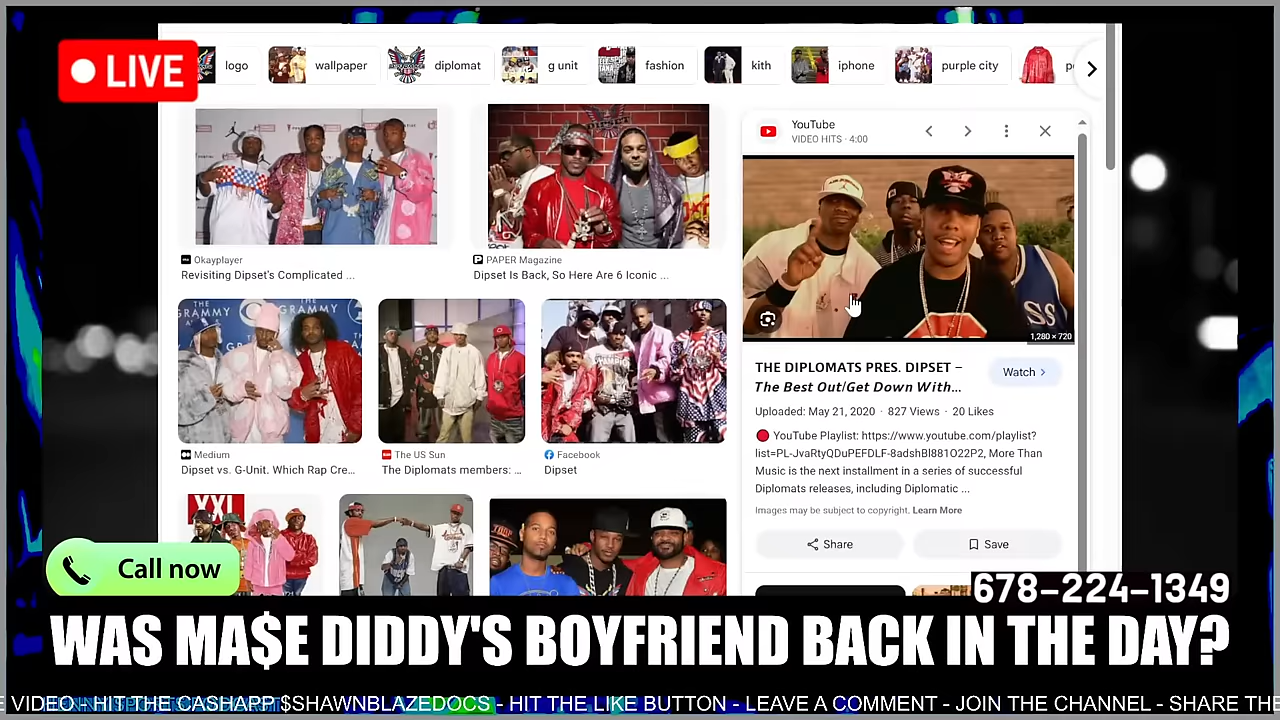 LIVE
logo
wallpaper
diplomat
g unit
fashion
kith
iphone
purple city
YouTube
VIDEO HITS · 4:00
Okayplayer
Revisiting Dipset's Complicated ...
PAPER Magazine
Dipset Is Back, So Here Are 6 Iconic ...
1,280 × 720
THE DIPLOMATS PRES. DIPSET –
The Best Out/Get Down With…
Watch
Uploaded: May 21, 2020 · 827 Views · 20 Likes
YouTube Playlist: https://www.youtube.com/playlist?
list=PL-JvaRtyQDuPEFDLF-8adshBl881O22P2, More Than
Music is the next installment in a series of successful
Diplomats releases, including Diplomatic ...
Images may be subject to copyright. Learn More
Share
Save
THE
GRAMMY
THE
GRAMMY
Medium
Dipset vs. G-Unit. Which Rap Cre...
The US Sun
The Diplomats members: ...
Facebook
Dipset
XXL
Call now
678-224-1349
WAS MA$E DIDDY'S BOYFRIEND BACK IN THE DAY?
VIDEO - HIT THE CASHAPP $SHAWNBLAZEDOCS - HIT THE LIKE BUTTON - LEAVE A COMMENT - JOIN THE CHANNEL - SHARE THE